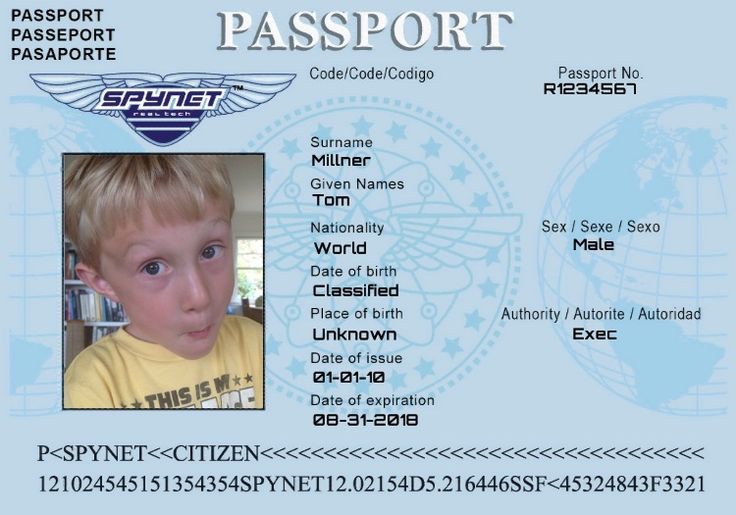 PASSPORT
PASSEPORT
PASAPORTE
PASSPORT
SPYNET™
real tech
Code/Code/Codigo
Passport No.
R1234567
Surname
Millner
Given Names
Tom
Nationality
World
Sex / Sexe / Sexo
Male
Date of birth
Classified
Place of birth
Unknown
Authority / Autorite / Autoridad
Exec
Date of issue
01-01-10
Date of expiration
08-31-2018
THIS IS M
P<SPYNET<<CITIZEN<<<<<<<<<<<<<<<<<<<<<<<<<<<<<<<<<<<
121024545151354354SPYNET12.02154D5.216446SSF<45324843F3321